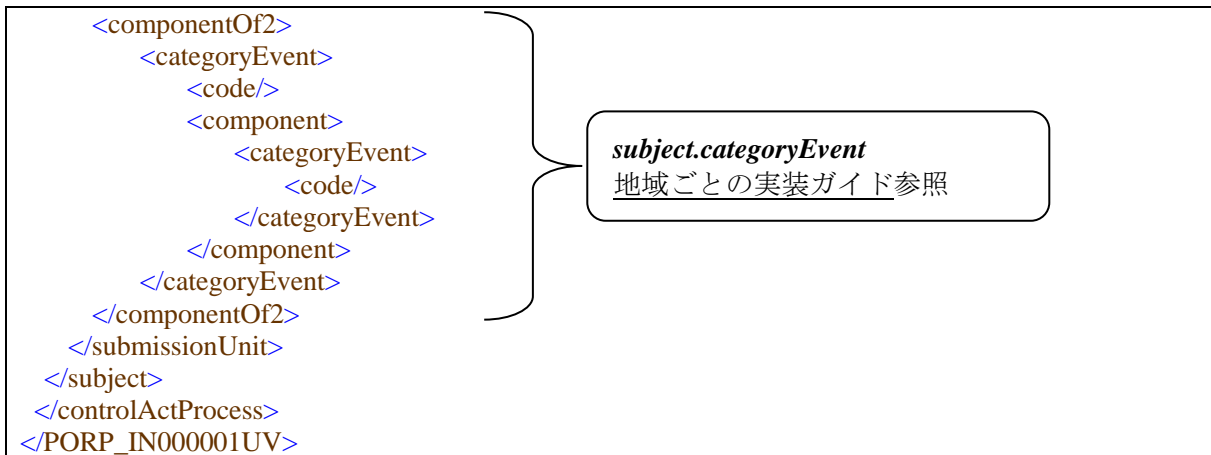 <componentOf2>
<categoryEvent>
<code/>
<component>
<categoryEvent>
<code/>
</categoryEvent>
</component>
</categoryEvent>
</componentOf2>
</submissionUnit>
</subject>
</controlActProcess>
</PORP_IN000001UV>
subject.categoryEvent
地域ごとの実装ガイド参照